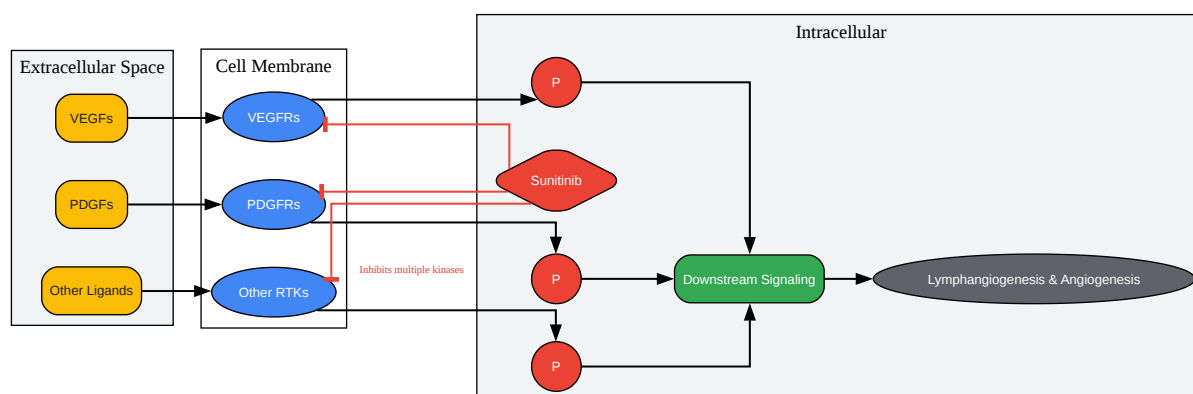 Extracellular Space
VEGFs
PDGFs
Other Ligands
Cell Membrane
VEGFRs
PDGFRs
Other RTKs
Inhibits multiple kinases
Intracellular
P
Sunitinib
P
P
Downstream Signaling
Lymphangiogenesis & Angiogenesis